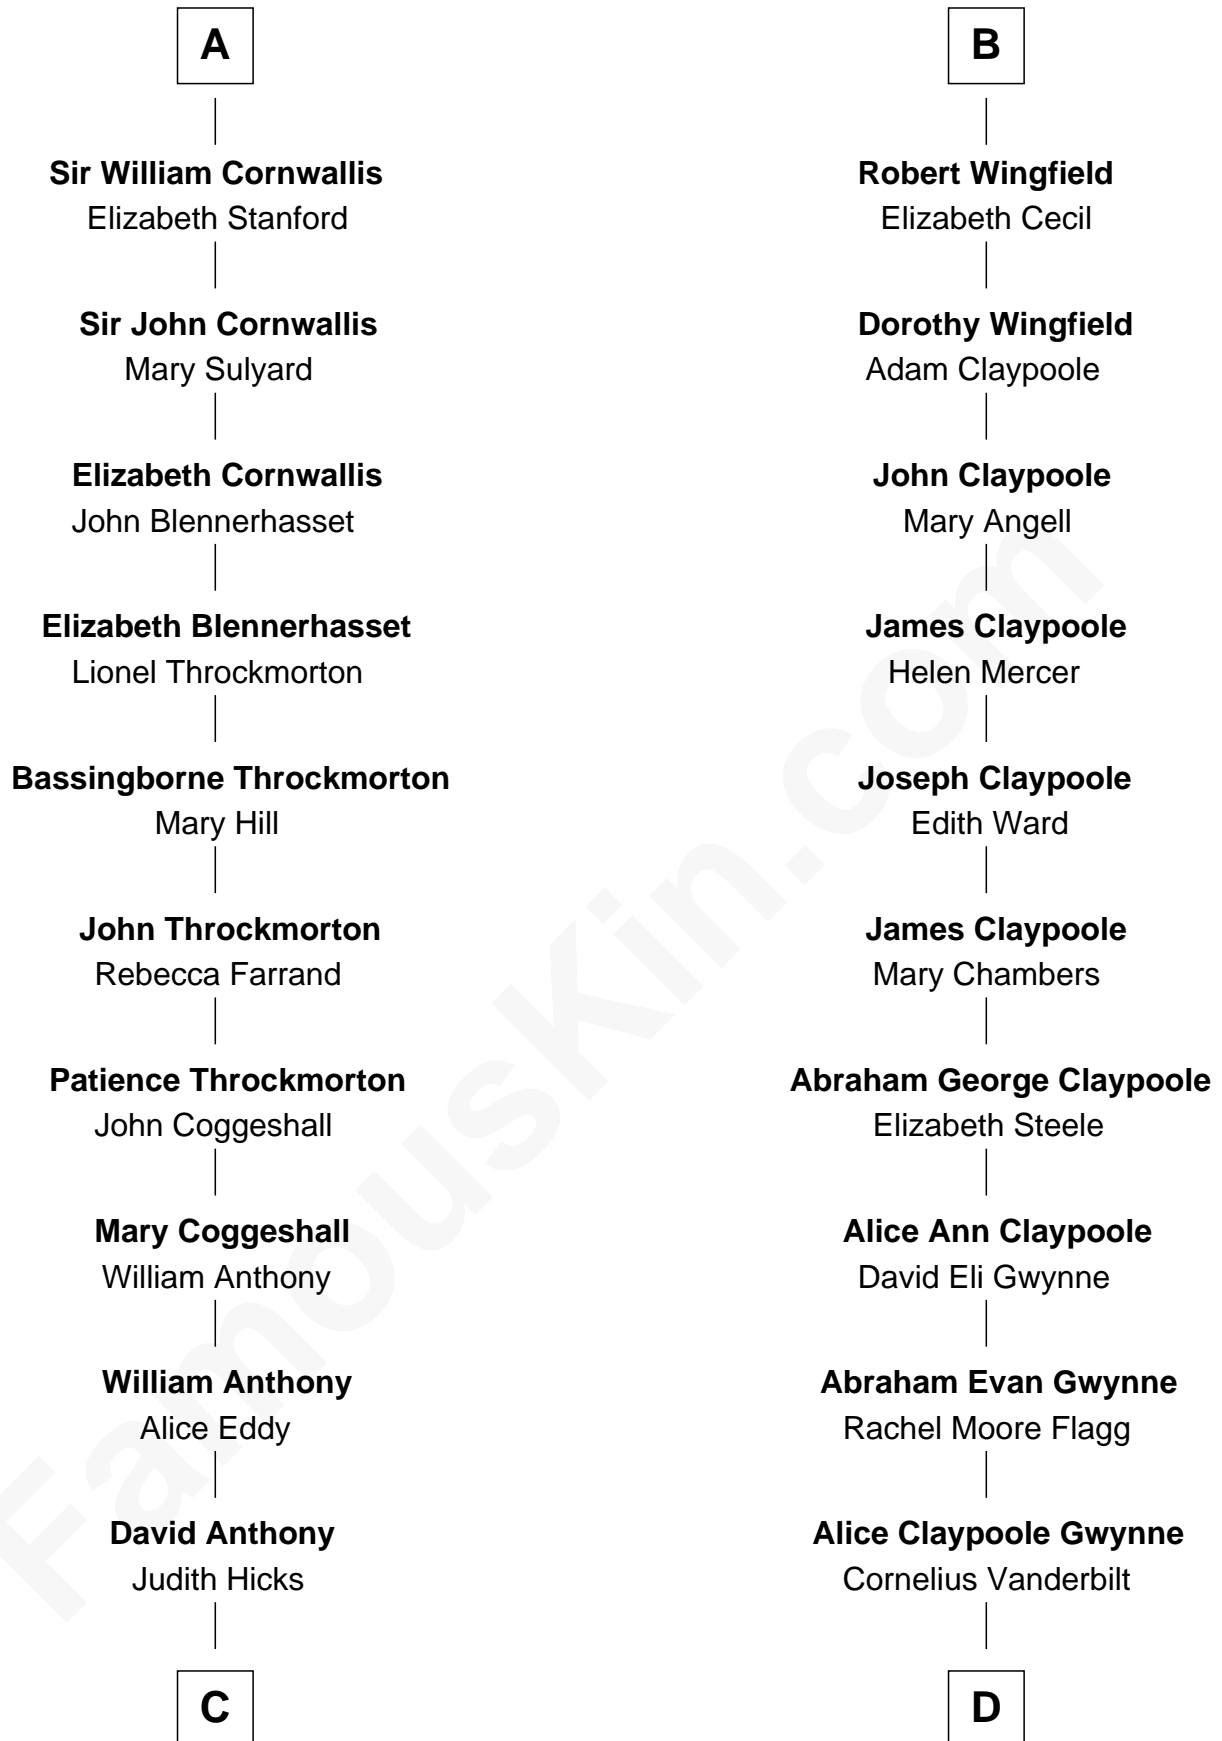 A
Sir William Cornwallis
Elizabeth Stanford
Sir John Cornwallis
Mary Sulyard
Elizabeth Cornwallis
John Blennerhasset
Elizabeth Blennerhasset
Lionel Throckmorton
Bassingborne Throckmorton
Mary Hill
John Throckmorton
Rebecca Farrand
Patience Throckmorton
John Coggeshall
Mary Coggeshall
William Anthony
William Anthony
Alice Eddy
David Anthony
Judith Hicks
C
B
Robert Wingfield
Elizabeth Cecil
Dorothy Wingfield
Adam Claypoole
John Claypoole
Mary Angell
James Claypoole
Helen Mercer
Joseph Claypoole
Edith Ward
James Claypoole
Mary Chambers
Abraham George Claypoole
Elizabeth Steele
Alice Ann Claypoole
David Eli Gwynne
Abraham Evan Gwynne
Rachel Moore Flagg
Alice Claypoole Gwynne
Cornelius Vanderbilt
D
FamousKin.com